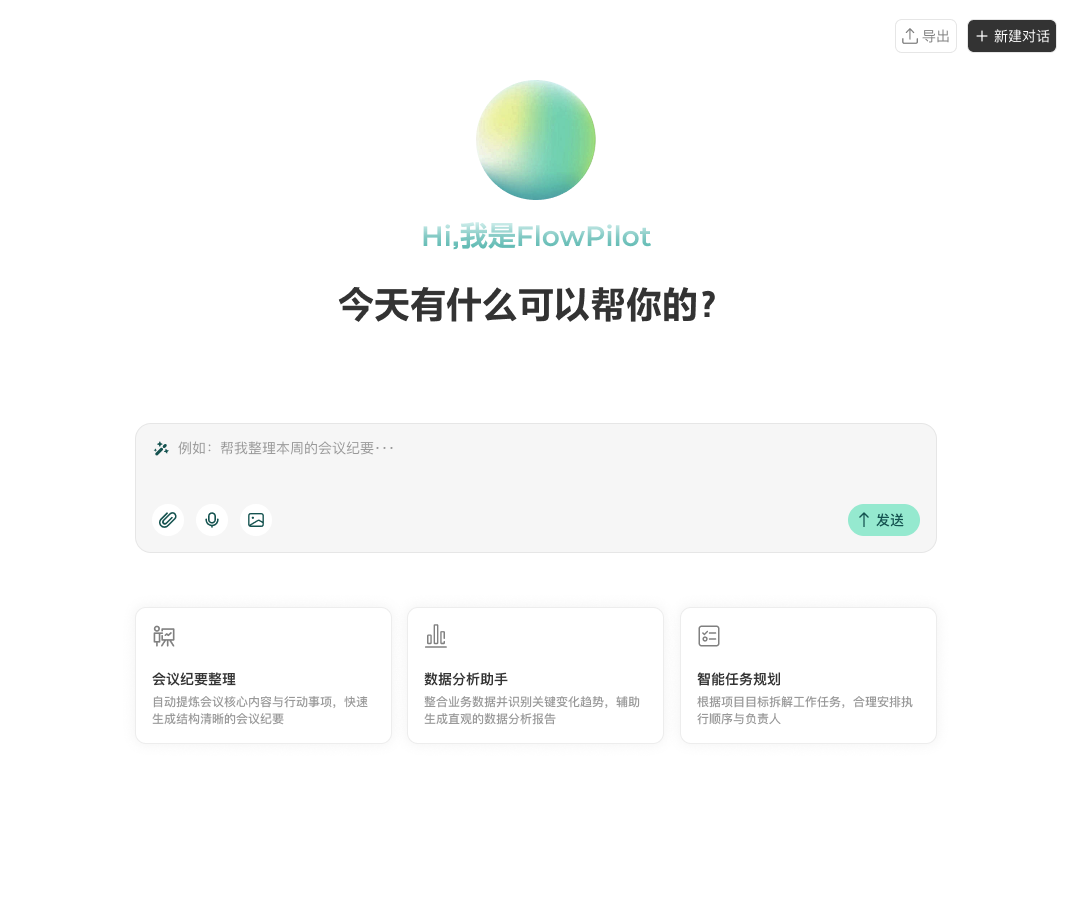 导出
新建对话
Hi,我是FlowPilot
今天有什么可以帮你的?
例如：帮我整理本周的会议纪要···
发送
会议纪要整理
自动提炼会议核心内容与行动事项，快速
生成结构清晰的会议纪要
数据分析助手
整合业务数据并识别关键变化趋势，辅助
生成直观的数据分析报告
智能任务规划
根据项目目标拆解工作任务，合理安排执
行顺序与负责人